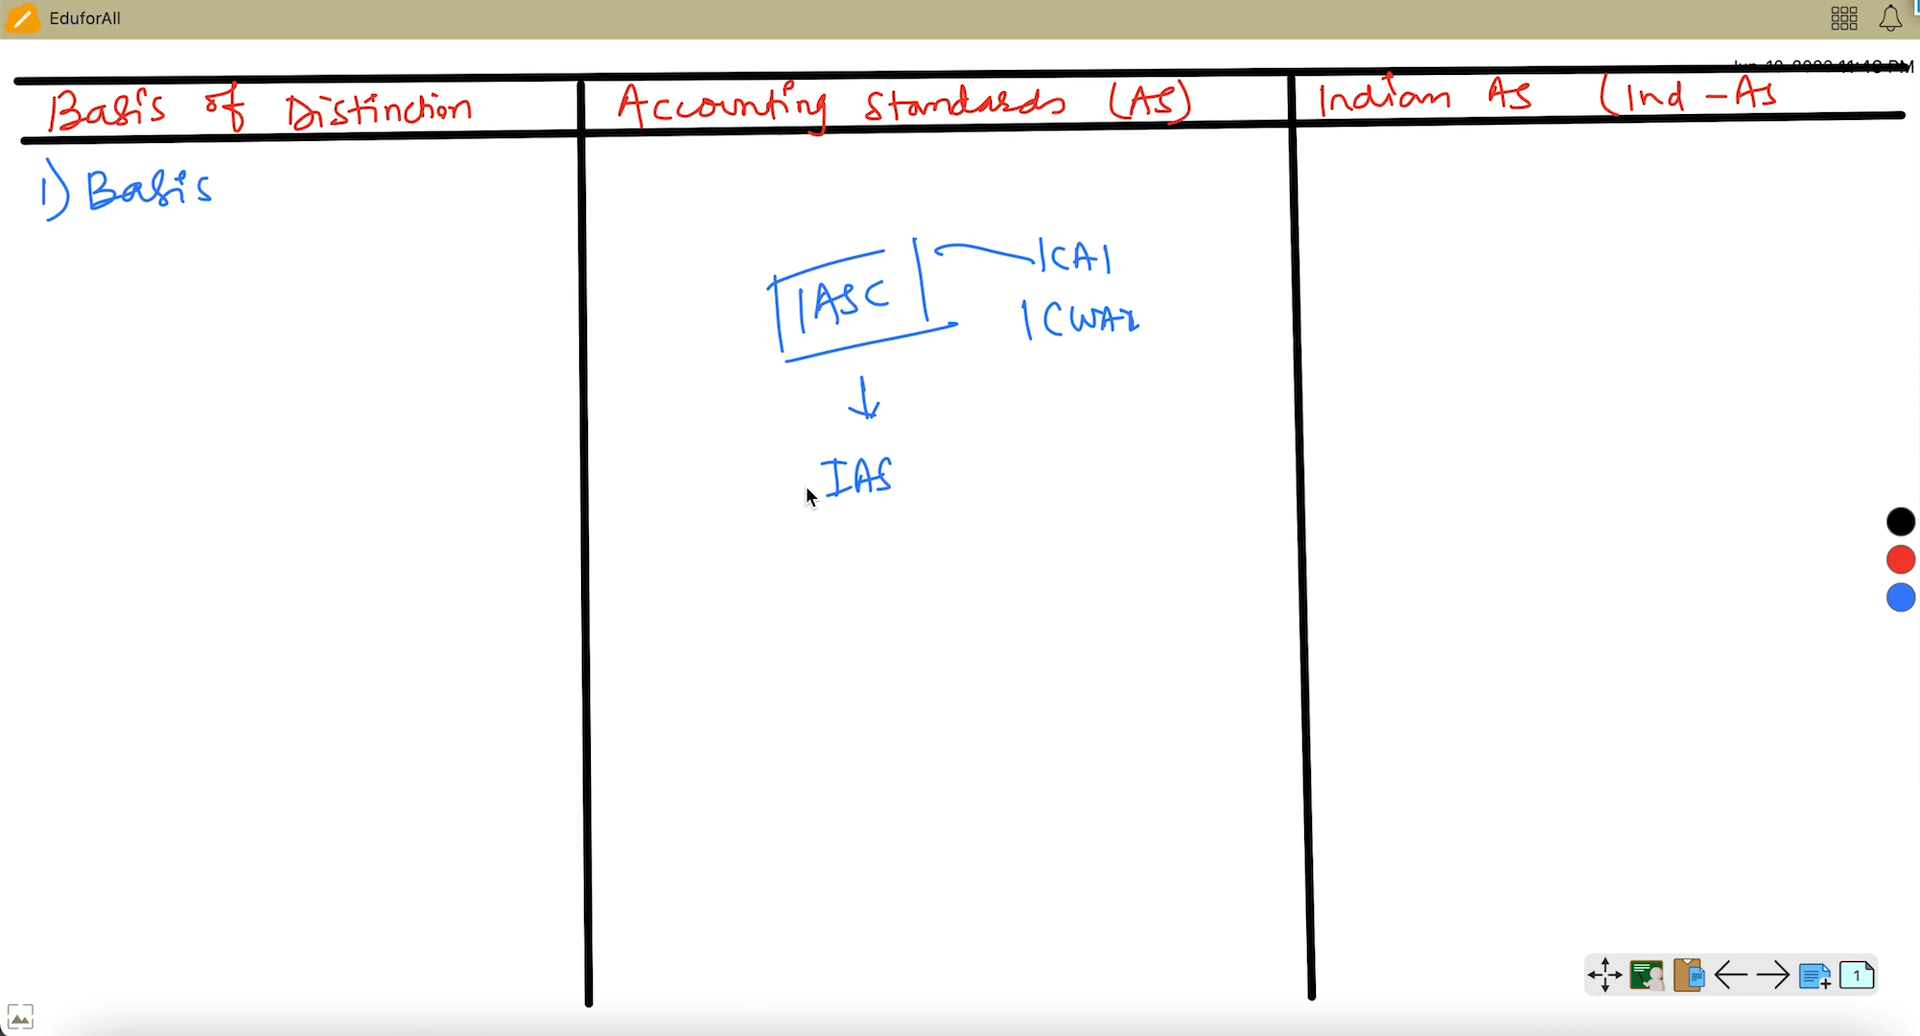 EduforAll
Basis of Distinction
Accounting Standards (AS)
Indian AS (Ind - As
1) Basis
IASC
ICAI
ICWAI
IAS
1